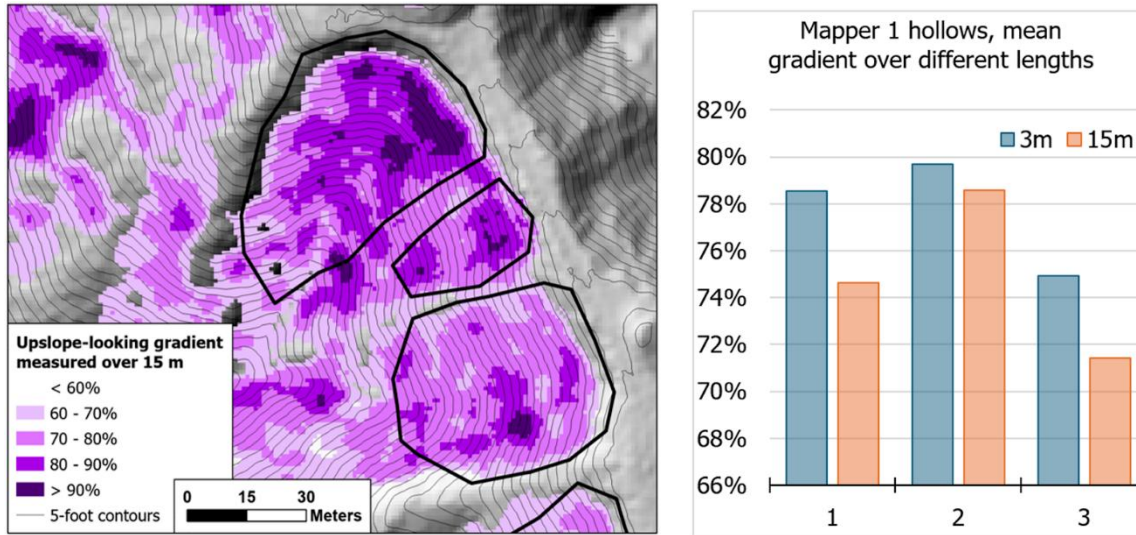 Upslope-looking gradient
measured over 15 m
< 60%
60 - 70%
70 - 80%
80 - 90%
> 90%
5-foot contours
0 15 30
Meters
Mapper 1 hollows, mean
gradient over different lengths
3m 15m
82%
80%
78%
76%
74%
72%
70%
68%
66%
1 2 3